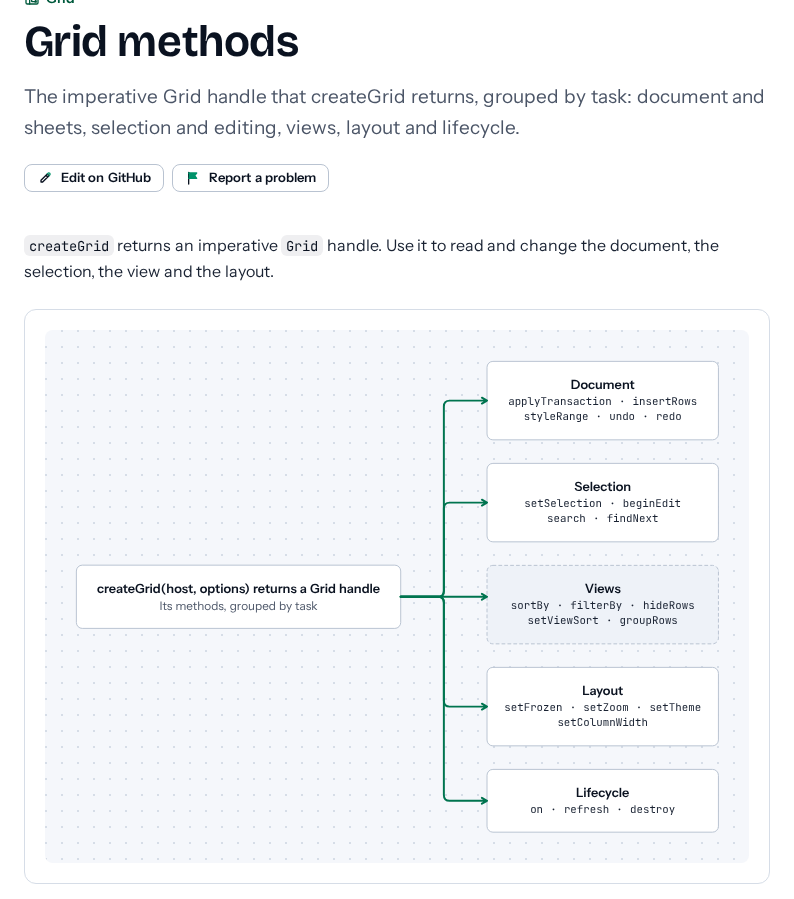 Grid
Grid methods
The imperative Grid handle that createGrid returns, grouped by task: document and
sheets, selection and editing, views, layout and lifecycle.
Edit on GitHub
Report a problem
createGrid returns an imperative Grid handle. Use it to read and change the document, the
selection, the view and the layout.
createGrid(host, options) returns a Grid handle
Its methods, grouped by task
Document
applyTransaction · insertRows
styleRange · undo · redo
Selection
setSelection · beginEdit
search · findNext
Views
sortBy · filterBy · hideRows
setViewSort · groupRows
Layout
setFrozen · setZoom · setTheme
setColumnWidth
Lifecycle
on · refresh · destroy